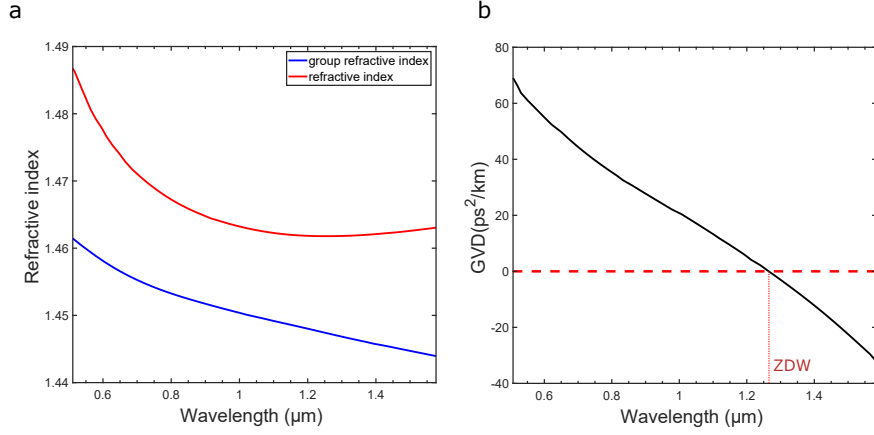 a
1.49
1.48
1.47
1.46
1.45
1.44
Refractive index
group refractive index
refractive index
0.6
0.8
1
1.2
1.4
Wavelength (μm)
b
60
40
20
0
-20
-40
GVD(ps²/km)
ZDW
0.6
0.8
1
1.2
1.4
Wavelength (μm)